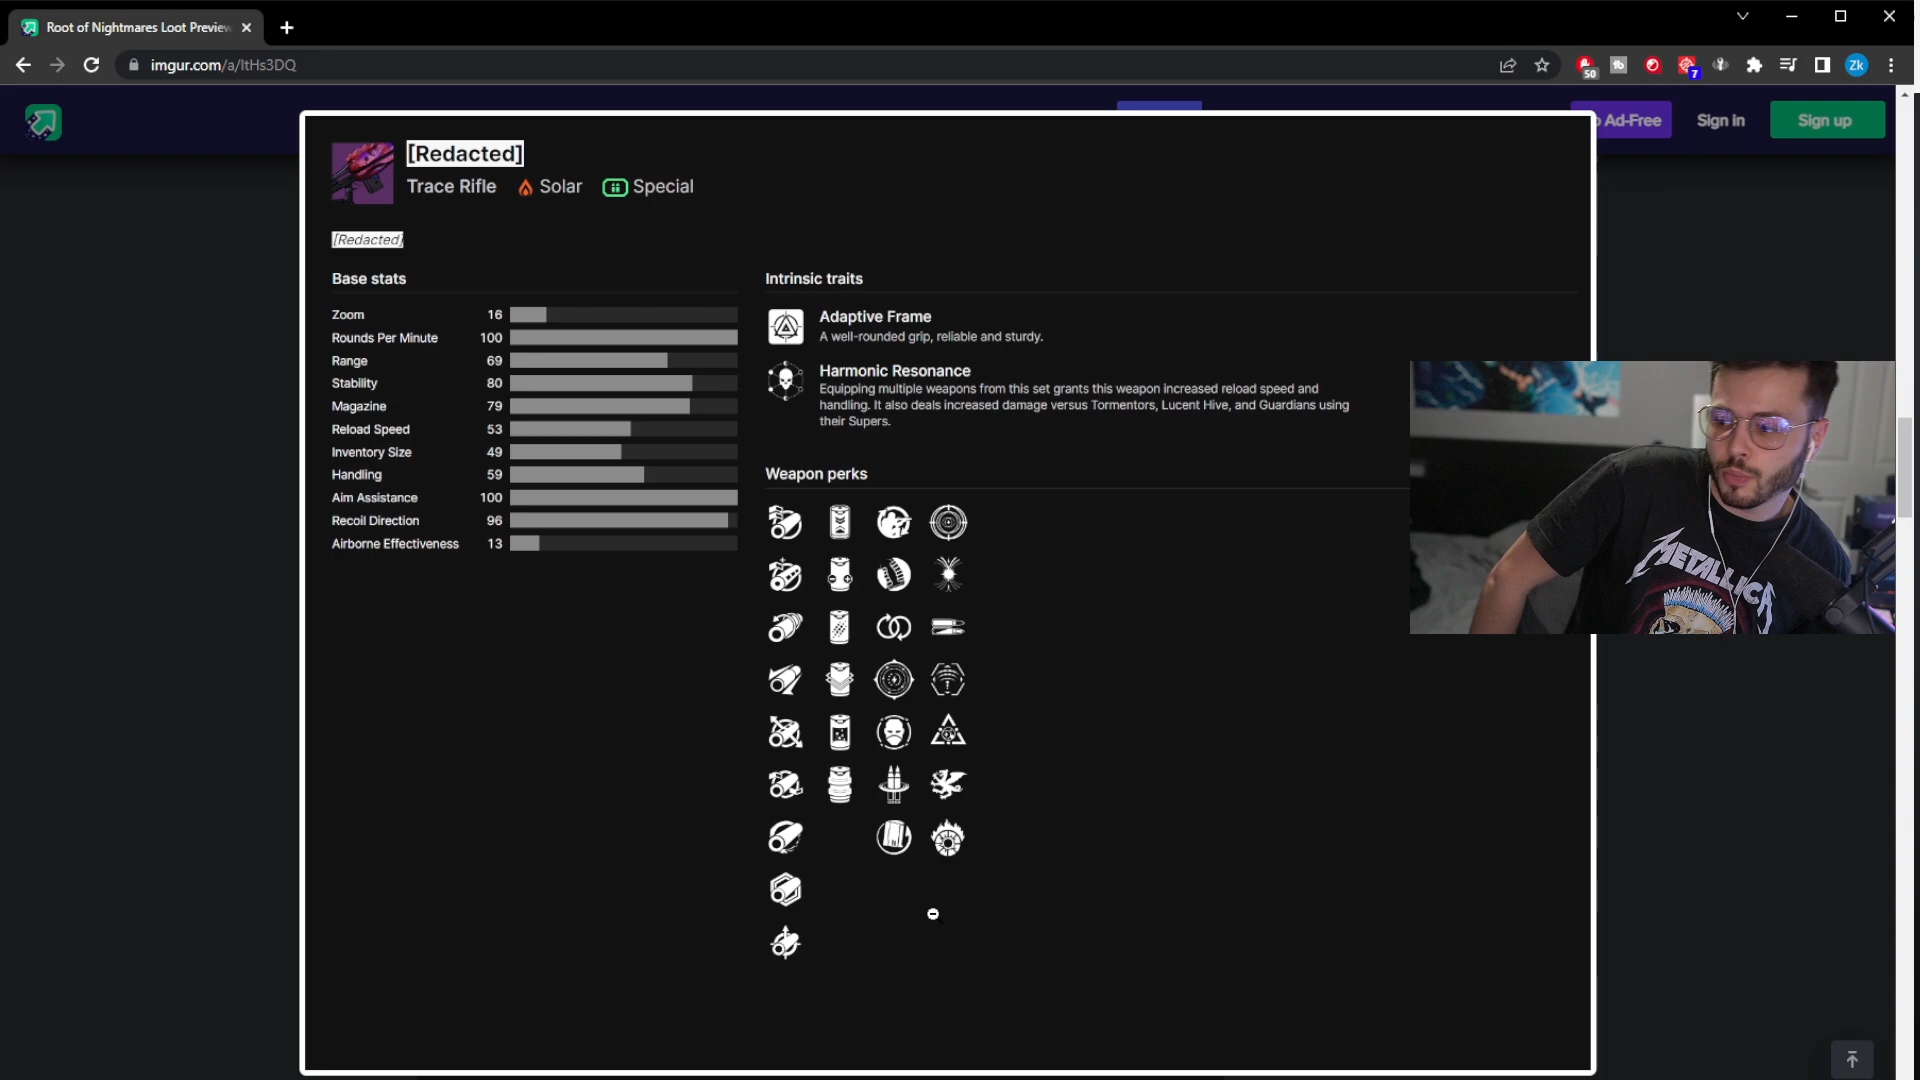 Root of Nightmares Loot Preview
imgur.com/a/ltHs3DQ
50
7
Zk
Ad-Free
Sign in
Sign up
[Redacted]
Trace Rifle Solar Special
[Redacted]
Base stats
Zoom 16
Rounds Per Minute 100
Range 69
Stability 80
Magazine 79
Reload Speed 53
Inventory Size 49
Handling 59
Aim Assistance 100
Recoil Direction 96
Airborne Effectiveness 13
Intrinsic traits
Adaptive Frame
A well-rounded grip, reliable and sturdy.
Harmonic Resonance
Equipping multiple weapons from this set grants this weapon increased reload speed and
handling. It also deals increased damage versus Tormentors, Lucent Hive, and Guardians using
their Supers.
Weapon perks
METALLICA